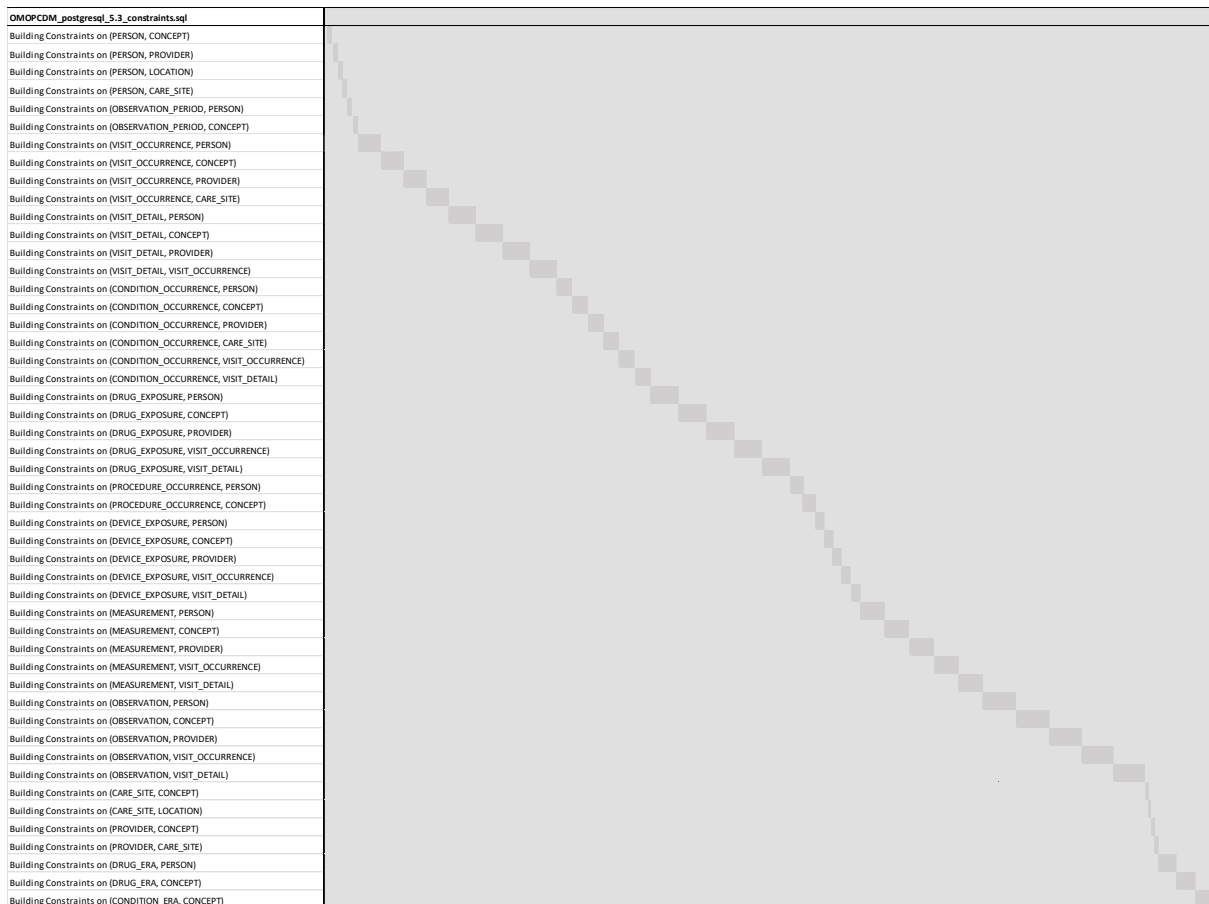 OMOPCDM_postgresql_5.3_constraints.sql
Building Constraints on (PERSON, CONCEPT)
Building Constraints on (PERSON, PROVIDER)
Building Constraints on (PERSON, LOCATION)
Building Constraints on (PERSON, CARE_SITE)
Building Constraints on (OBSERVATION_PERIOD, PERSON)
Building Constraints on (OBSERVATION_PERIOD, CONCEPT)
Building Constraints on (VISIT_OCCURRENCE, PERSON)
Building Constraints on (VISIT_OCCURRENCE, CONCEPT)
Building Constraints on (VISIT_OCCURRENCE, PROVIDER)
Building Constraints on (VISIT_OCCURRENCE, CARE_SITE)
Building Constraints on (VISIT_DETAIL, PERSON)
Building Constraints on (VISIT_DETAIL, CONCEPT)
Building Constraints on (VISIT_DETAIL, PROVIDER)
Building Constraints on (VISIT_DETAIL, VISIT_OCCURRENCE)
Building Constraints on (CONDITION_OCCURRENCE, PERSON)
Building Constraints on (CONDITION_OCCURRENCE, CONCEPT)
Building Constraints on (CONDITION_OCCURRENCE, PROVIDER)
Building Constraints on (CONDITION_OCCURRENCE, CARE_SITE)
Building Constraints on (CONDITION_OCCURRENCE, VISIT_OCCURRENCE)
Building Constraints on (CONDITION_OCCURRENCE, VISIT_DETAIL)
Building Constraints on (DRUG_EXPOSURE, PERSON)
Building Constraints on (DRUG_EXPOSURE, CONCEPT)
Building Constraints on (DRUG_EXPOSURE, PROVIDER)
Building Constraints on (DRUG_EXPOSURE, VISIT_OCCURRENCE)
Building Constraints on (DRUG_EXPOSURE, VISIT_DETAIL)
Building Constraints on (PROCEDURE_OCCURRENCE, PERSON)
Building Constraints on (PROCEDURE_OCCURRENCE, CONCEPT)
Building Constraints on (DEVICE_EXPOSURE, PERSON)
Building Constraints on (DEVICE_EXPOSURE, CONCEPT)
Building Constraints on (DEVICE_EXPOSURE, PROVIDER)
Building Constraints on (DEVICE_EXPOSURE, VISIT_OCCURRENCE)
Building Constraints on (DEVICE_EXPOSURE, VISIT_DETAIL)
Building Constraints on (MEASUREMENT, PERSON)
Building Constraints on (MEASUREMENT, CONCEPT)
Building Constraints on (MEASUREMENT, PROVIDER)
Building Constraints on (MEASUREMENT, VISIT_OCCURRENCE)
Building Constraints on (MEASUREMENT, VISIT_DETAIL)
Building Constraints on (OBSERVATION, PERSON)
Building Constraints on (OBSERVATION, CONCEPT)
Building Constraints on (OBSERVATION, PROVIDER)
Building Constraints on (OBSERVATION, VISIT_OCCURRENCE)
Building Constraints on (OBSERVATION, VISIT_DETAIL)
Building Constraints on (CARE_SITE, CONCEPT)
Building Constraints on (CARE_SITE, LOCATION)
Building Constraints on (PROVIDER, CONCEPT)
Building Constraints on (PROVIDER, CARE_SITE)
Building Constraints on (DRUG_ERA, PERSON)
Building Constraints on (DRUG_ERA, CONCEPT)
Building Constraints on (CONDITION_ERA, CONCEPT)